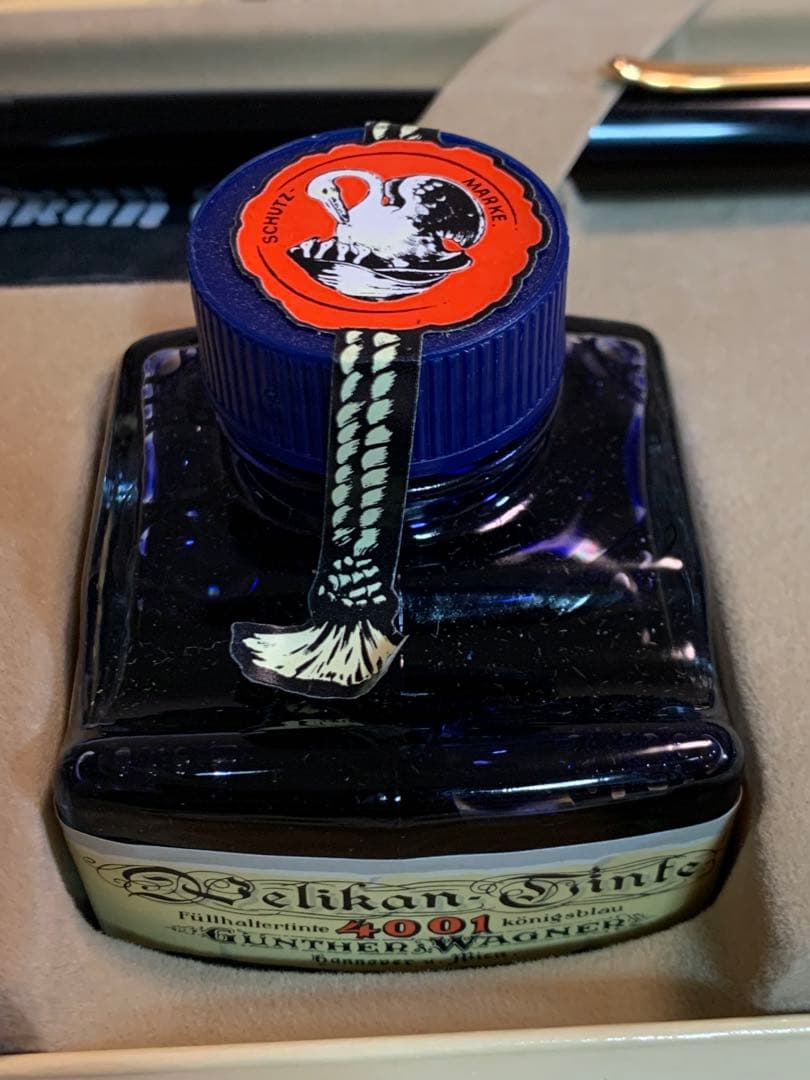 SCHUTZ- MARKE.
Pelikan-Tinte
Füllhaltertinte 4001 königsblau
GÜNTHER WAGNER
Hannover u. Wien